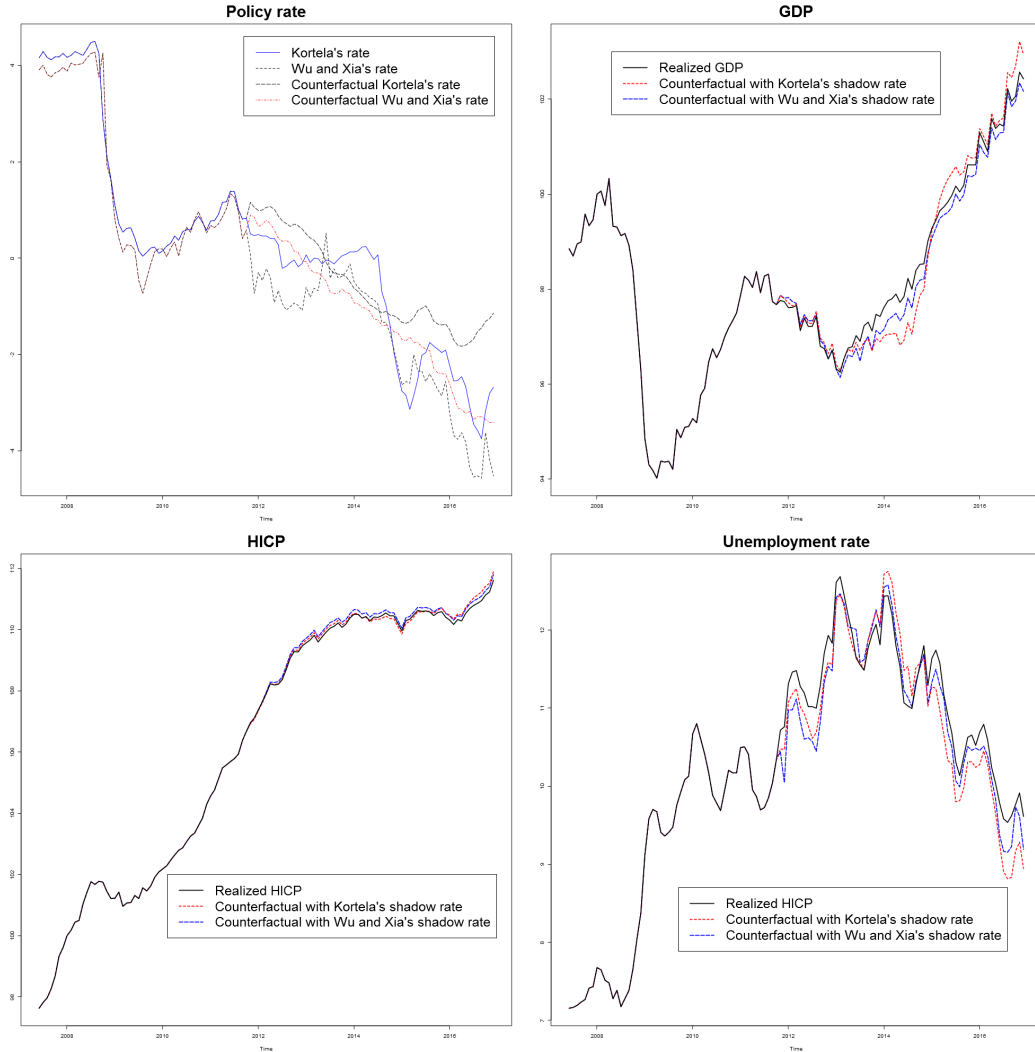 Policy rate
Kortela's rate
Wu and Xia's rate
Counterfactual Kortela's rate
Counterfactual Wu and Xia's rate
4
2
0
-2
-4
2008
2010
2012
2014
2016
Time
GDP
Realized GDP
Counterfactual with Kortela's shadow rate
Counterfactual with Wu and Xia's shadow rate
102
100
98
96
94
2008
2010
2012
2014
2016
Time
HICP
112
110
108
106
104
102
100
98
Realized HICP
Counterfactual with Kortela's shadow rate
Counterfactual with Wu and Xia's shadow rate
2008
2010
2012
2014
2016
Time
Unemployment rate
12
11
10
9
8
7
Realized HICP
Counterfactual with Kortela's shadow rate
Counterfactual with Wu and Xia's shadow rate
2008
2010
2012
2014
2016
Time